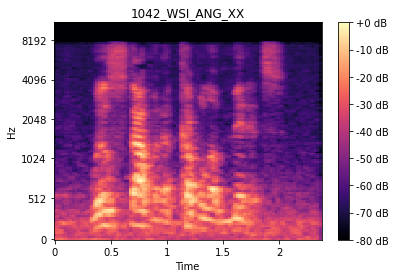 1042_WSI_ANG_XX
Hz
8192
4096
2048
1024
512
0
0
0.5
1
1.5
2
Time
+0 dB
-10 dB
-20 dB
-30 dB
-40 dB
-50 dB
-60 dB
-70 dB
-80 dB